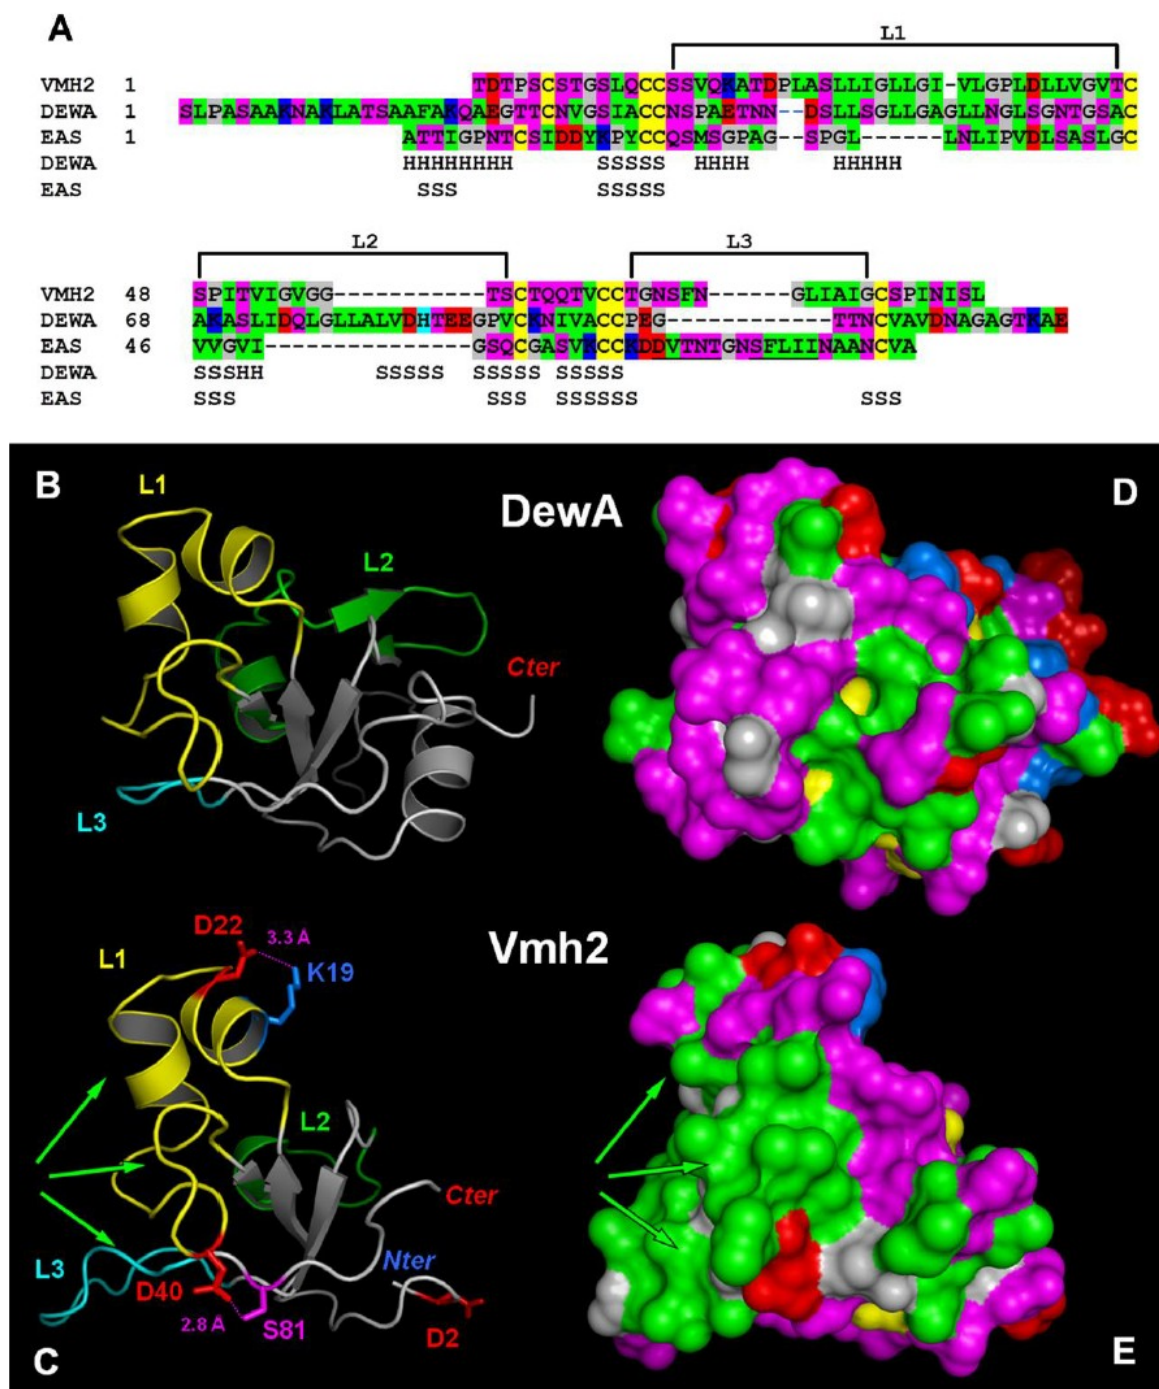 A
L1
VMH2 1 TDTPSCSTGSLQCCSSVQKATDPLASLLIGLLGI-VLGPLDLLVGVTC
DEWA 1 SLPASAAKNAKLATSAAFAKQAEGTTCNVGSIACCNSPAETNN--DSLLSGLLGAGLLNGLSGNTGSAC
EAS 1 ATTIGPNTCSIDDYKPYCCQSMSGPAG--SPGL------LNLIPVDLSASLGC
DEWA HHHHHHHH SSSSS HHHH HHHHH
EAS SSS SSSSS
L2 L3
VMH2 48 SPITVIGVGG-----------TSCTQQTVCCTGNSFN------GLIAIGCSPINISL
DEWA 68 AKASLIDQLGLLALVDHTEEGPVCKNIVACCPEG------------TTNCVAVDNAGAGTKAE
EAS 46 VVGVI---------------GSQCGASVKCCKDDVTNTGNSFLIINAANCVA
DEWA SSSHH SSSSS SSSSS SSSSS
EAS SSS SSS SSSSSS SSS
B L1 DewA D
L2
Cter
L3
D22 3.3 Å Vmh2
L1 K19
L2
Cter
Nter
L3
D40
2.8 Å S81 D2
C E